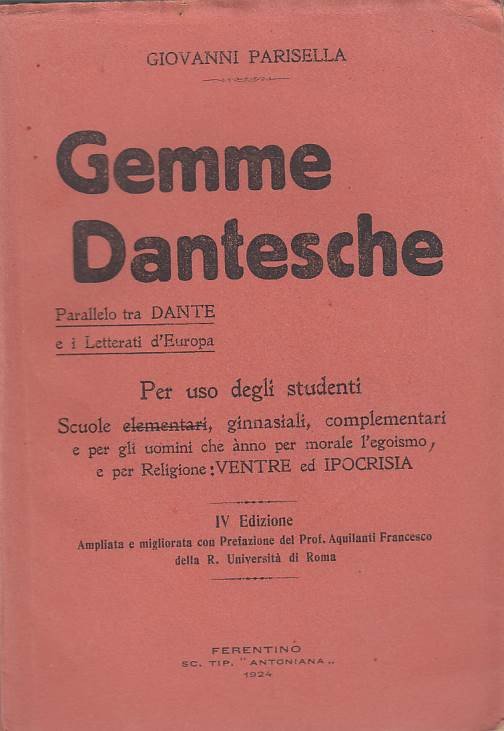 GIOVANNI PARISELLA
Gemme
Dantesche
Parallelo tra DANTE
e i Letterati d'Europa
Per uso degli studenti
Scuole elementari, ginnasiali, complementari
e per gli uomini che ànno per morale l'egoismo,
e per Religione: VENTRE ed IPOCRISIA
IV Edizione
Ampliata e migliorata con Prefazione del Prof. Aquilanti Francesco
della R. Università di Roma
FERENTINO
SC. TIP. "ANTONIANA„
1924